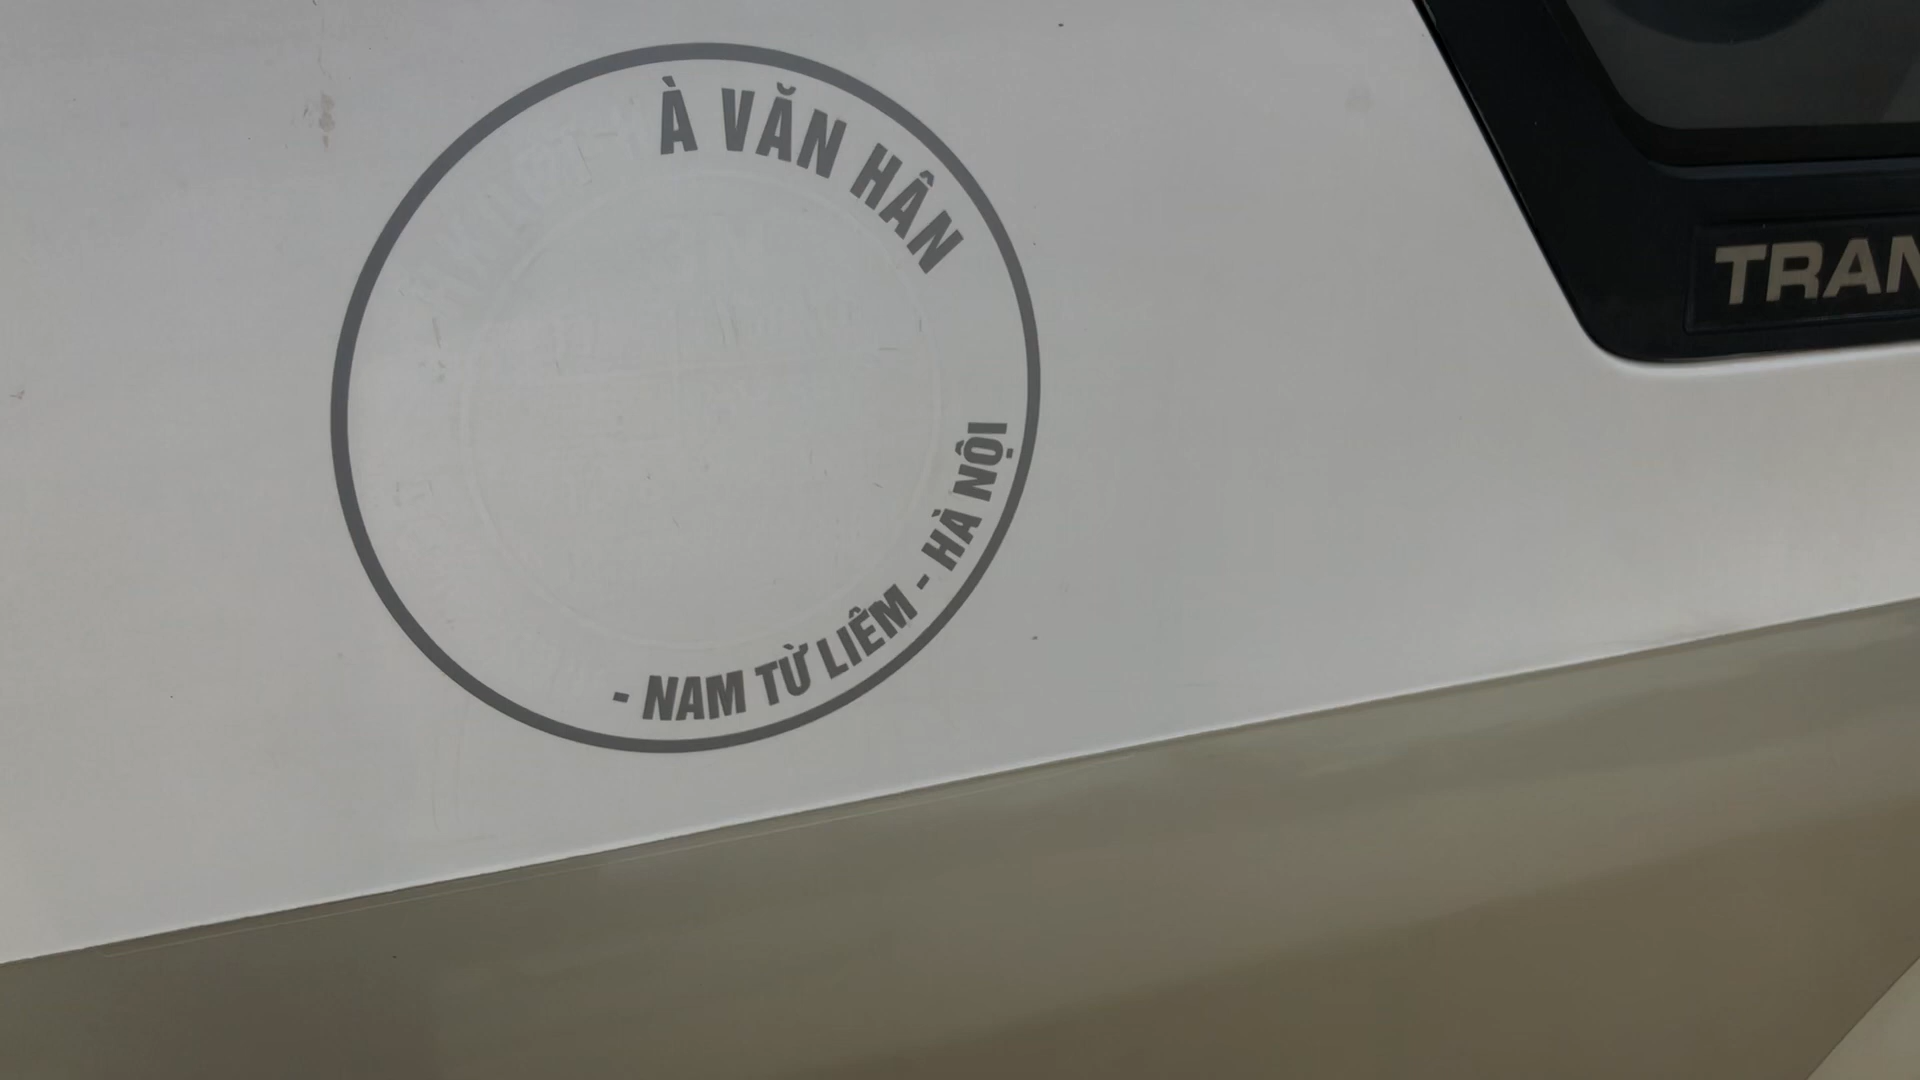 À VĂN HÂN
- NAM TỪ LIÊM - HÀ NỘI
TRAN